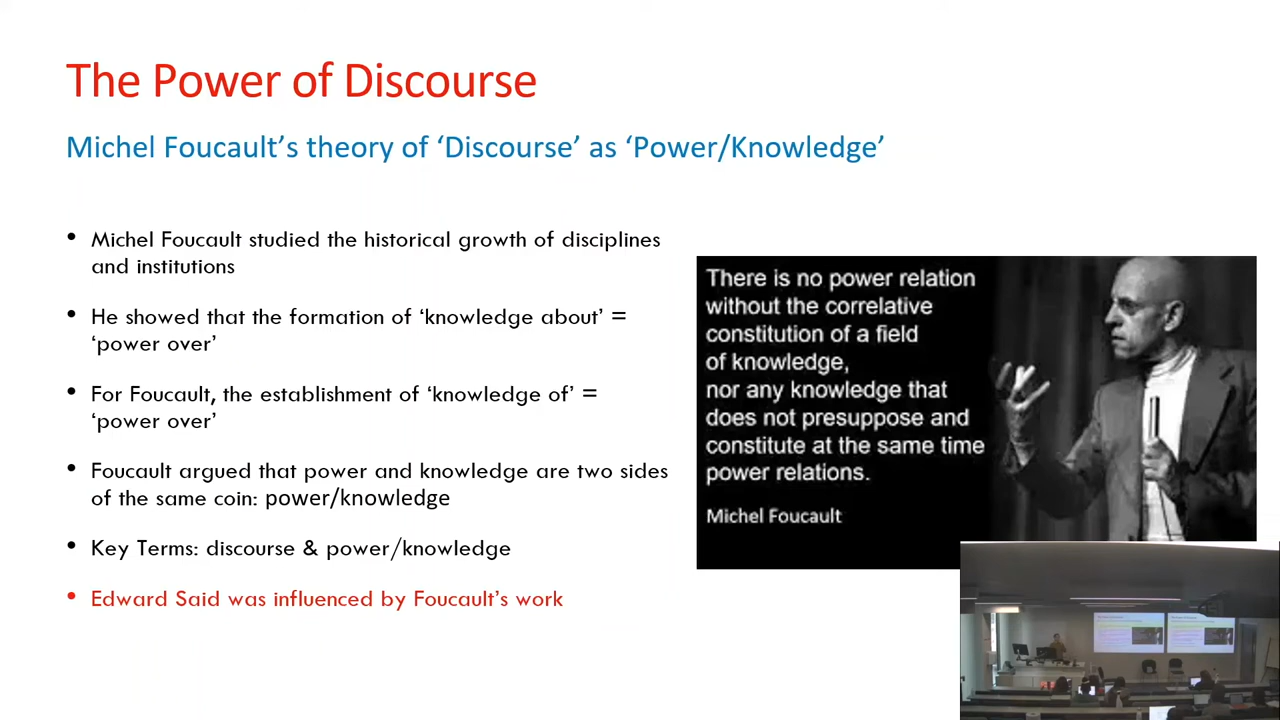 The Power of Discourse
Michel Foucault’s theory of ‘Discourse’ as ‘Power/Knowledge’
• Michel Foucault studied the historical growth of disciplines
and institutions
• He showed that the formation of ‘knowledge about’ =
‘power over’
• For Foucault, the establishment of ‘knowledge of’ =
‘power over’
• Foucault argued that power and knowledge are two sides
of the same coin: power/knowledge
• Key Terms: discourse & power/knowledge
• Edward Said was influenced by Foucault’s work
There is no power relation
without the correlative
constitution of a field
of knowledge,
nor any knowledge that
does not presuppose and
constitute at the same time
power relations.
Michel Foucault